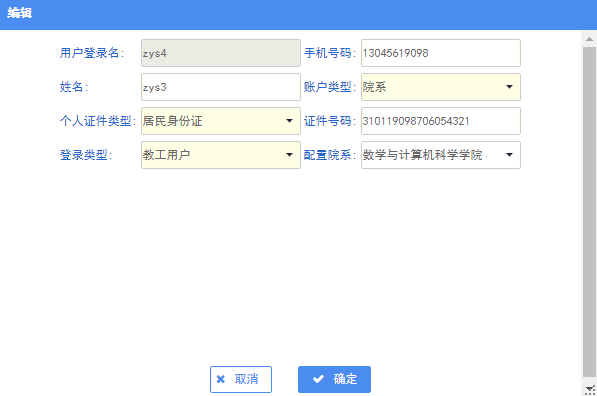 编辑
用户登录名: zys4 手机号码: 13045619098
姓名: zys3 账户类型: 院系
个人证件类型: 居民身份证 证件号码: 310119098706054321
登录类型: 教工用户 配置院系: 数学与计算机科学学院
取消 确定